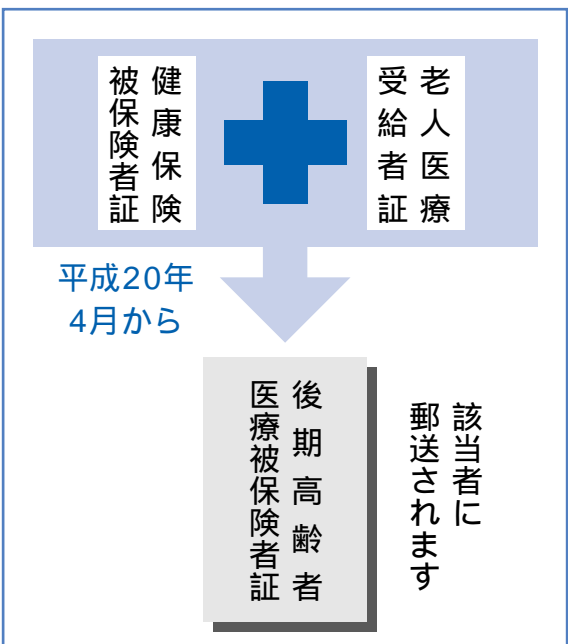 健康保険
被保険者証
老人医療
受給者証
平成20年
4月から
後期高齢者
医療被保険者証
該当者に
郵送されます